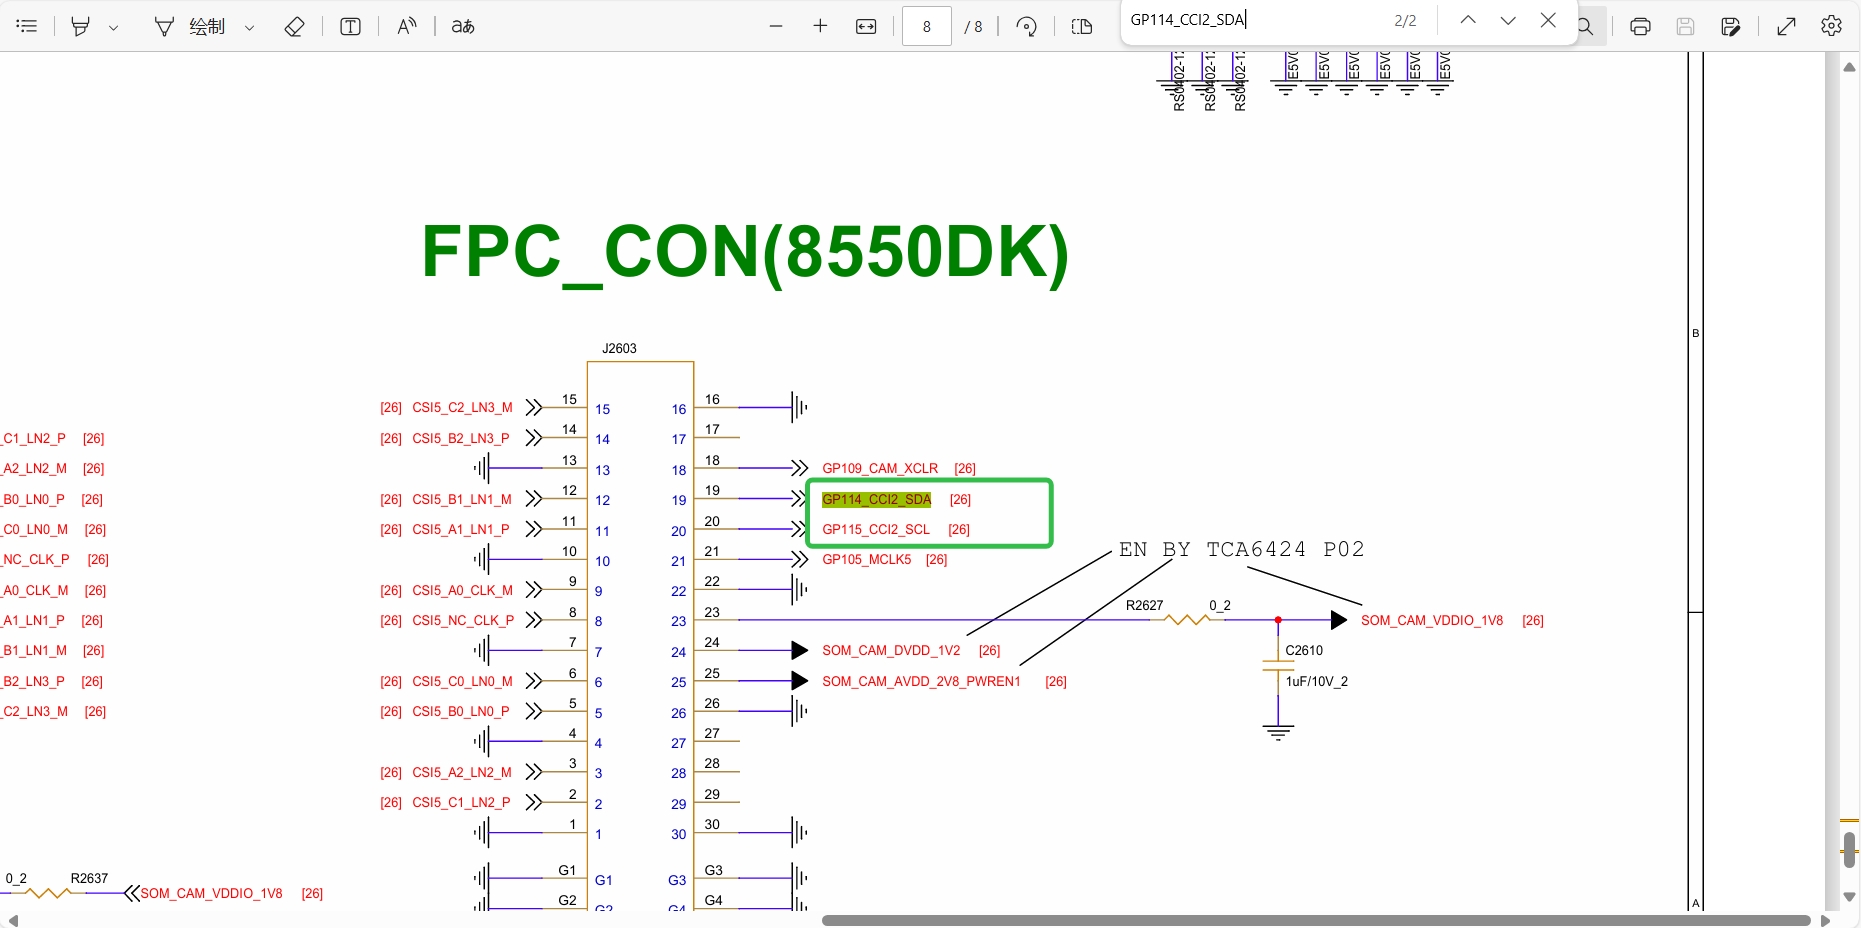 绘制
aあ
8
/ 8
GP114_CCI2_SDA
2/2
RS0402-12
RS0402-12
RS0402-12
E5V0
E5V0
E5V0
E5V0
E5V0
E5V0
FPC_CON(8550DK)
B
J2603
[26] CSI5_C2_LN3_M 15 15 16 16
_C1_LN2_P [26] [26] CSI5_B2_LN3_P 14 14 17 17
_A2_LN2_M [26] 13 13 18 18 GP109_CAM_XCLR [26]
B0_LN0_P [26] [26] CSI5_B1_LN1_M 12 12 19 19 GP114_CCI2_SDA [26]
C0_LN0_M [26] [26] CSI5_A1_LN1_P 11 11 20 20 GP115_CCI2_SCL [26]
NC_CLK_P [26] 10 10 21 21 GP105_MCLK5 [26]
EN BY TCA6424 P02
A0_CLK_M [26] [26] CSI5_A0_CLK_M 9 9 22 22
R2627 0_2
A1_LN1_P [26] [26] CSI5_NC_CLK_P 8 8 23 23 SOM_CAM_VDDIO_1V8 [26]
B1_LN1_M [26] 7 7 24 24 SOM_CAM_DVDD_1V2 [26] C2610
B2_LN3_P [26] [26] CSI5_C0_LN0_M 6 6 25 25 SOM_CAM_AVDD_2V8_PWREN1 [26] 1uF/10V_2
C2_LN3_M [26] [26] CSI5_B0_LN0_P 5 5 26 26
4 4 27 27
[26] CSI5_A2_LN2_M 3 3 28 28
[26] CSI5_C1_LN2_P 2 2 29 29
1 1 30 30
G1 G1 G3 G3
0_2 R2637
SOM_CAM_VDDIO_1V8 [26]
G2 G2 G4 G4
A